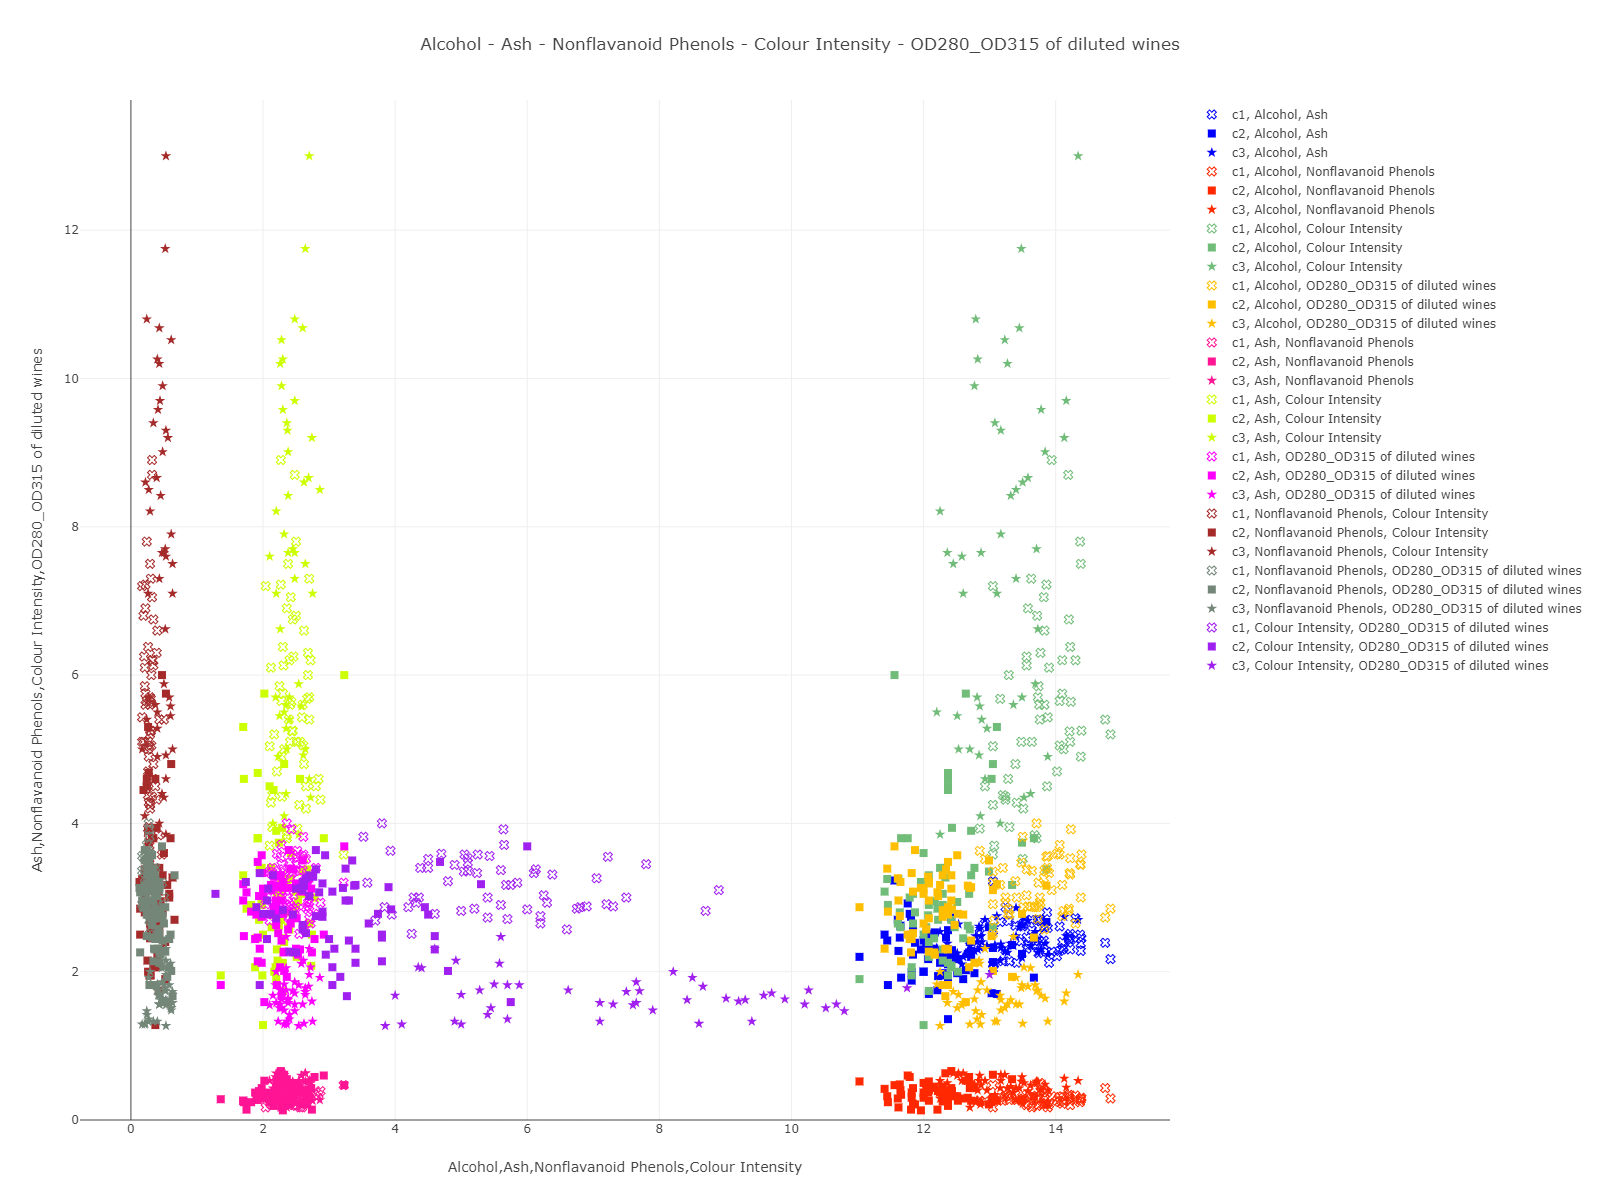 Alcohol - Ash - Nonflavanoid Phenols - Colour Intensity - OD280_OD315 of diluted wines
Ash,Nonflavanoid Phenols,Colour Intensity,OD280_OD315 of diluted wines
12
10
8
6
4
2
0
0 2 4 6 8 10 12 14
Alcohol,Ash,Nonflavanoid Phenols,Colour Intensity
c1, Alcohol, Ash
c2, Alcohol, Ash
c3, Alcohol, Ash
c1, Alcohol, Nonflavanoid Phenols
c2, Alcohol, Nonflavanoid Phenols
c3, Alcohol, Nonflavanoid Phenols
c1, Alcohol, Colour Intensity
c2, Alcohol, Colour Intensity
c3, Alcohol, Colour Intensity
c1, Alcohol, OD280_OD315 of diluted wines
c2, Alcohol, OD280_OD315 of diluted wines
c3, Alcohol, OD280_OD315 of diluted wines
c1, Ash, Nonflavanoid Phenols
c2, Ash, Nonflavanoid Phenols
c3, Ash, Nonflavanoid Phenols
c1, Ash, Colour Intensity
c2, Ash, Colour Intensity
c3, Ash, Colour Intensity
c1, Ash, OD280_OD315 of diluted wines
c2, Ash, OD280_OD315 of diluted wines
c3, Ash, OD280_OD315 of diluted wines
c1, Nonflavanoid Phenols, Colour Intensity
c2, Nonflavanoid Phenols, Colour Intensity
c3, Nonflavanoid Phenols, Colour Intensity
c1, Nonflavanoid Phenols, OD280_OD315 of diluted wines
c2, Nonflavanoid Phenols, OD280_OD315 of diluted wines
c3, Nonflavanoid Phenols, OD280_OD315 of diluted wines
c1, Colour Intensity, OD280_OD315 of diluted wines
c2, Colour Intensity, OD280_OD315 of diluted wines
c3, Colour Intensity, OD280_OD315 of diluted wines